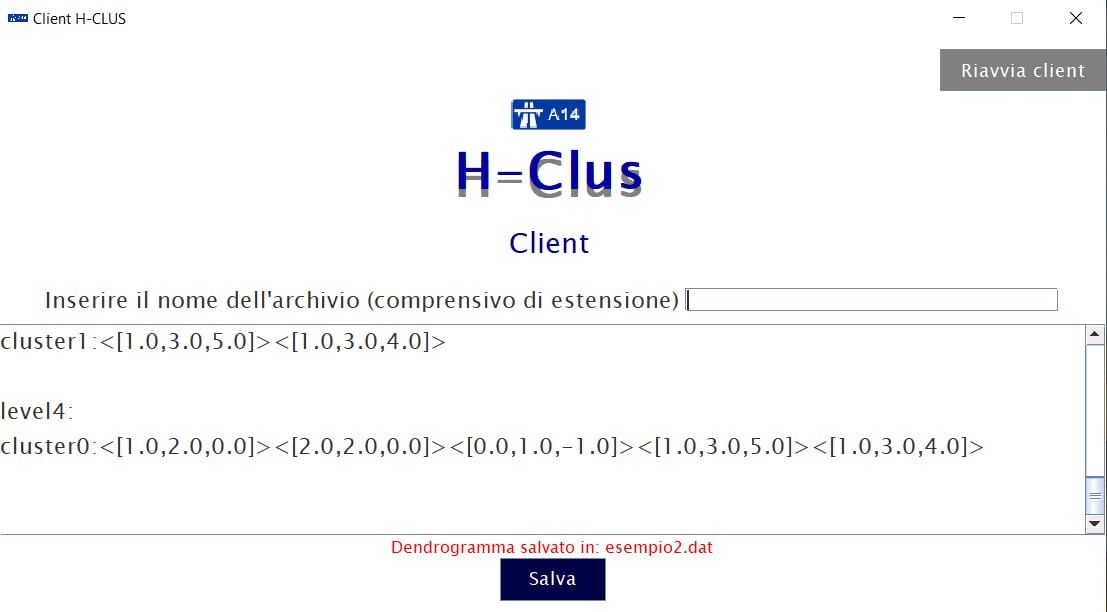 Client H-CLUS
Riavvia client
A14
H-Clus
Client
Inserire il nome dell'archivio (comprensivo di estensione)
cluster1:<[1.0,3.0,5.0]><[1.0,3.0,4.0]>
level4:
cluster0:<[1.0,2.0,0.0]><[2.0,2.0,0.0]><[0.0,1.0,-1.0]><[1.0,3.0,5.0]><[1.0,3.0,4.0]>
Dendrogramma salvato in: esempio2.dat
Salva